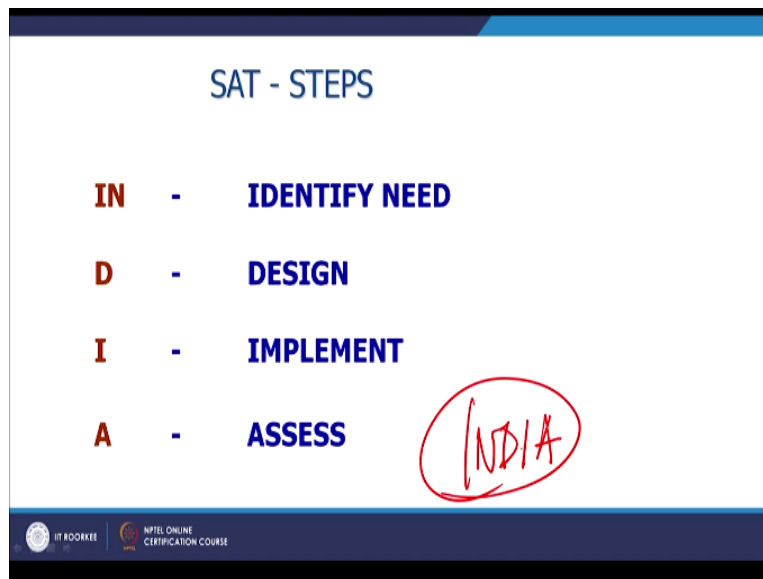 SAT - STEPS
IN - IDENTIFY NEED
D - DESIGN
I - IMPLEMENT
A - ASSESS
INDIA
IIT ROORKEE
NPTEL ONLINE
CERTIFICATION COURSE